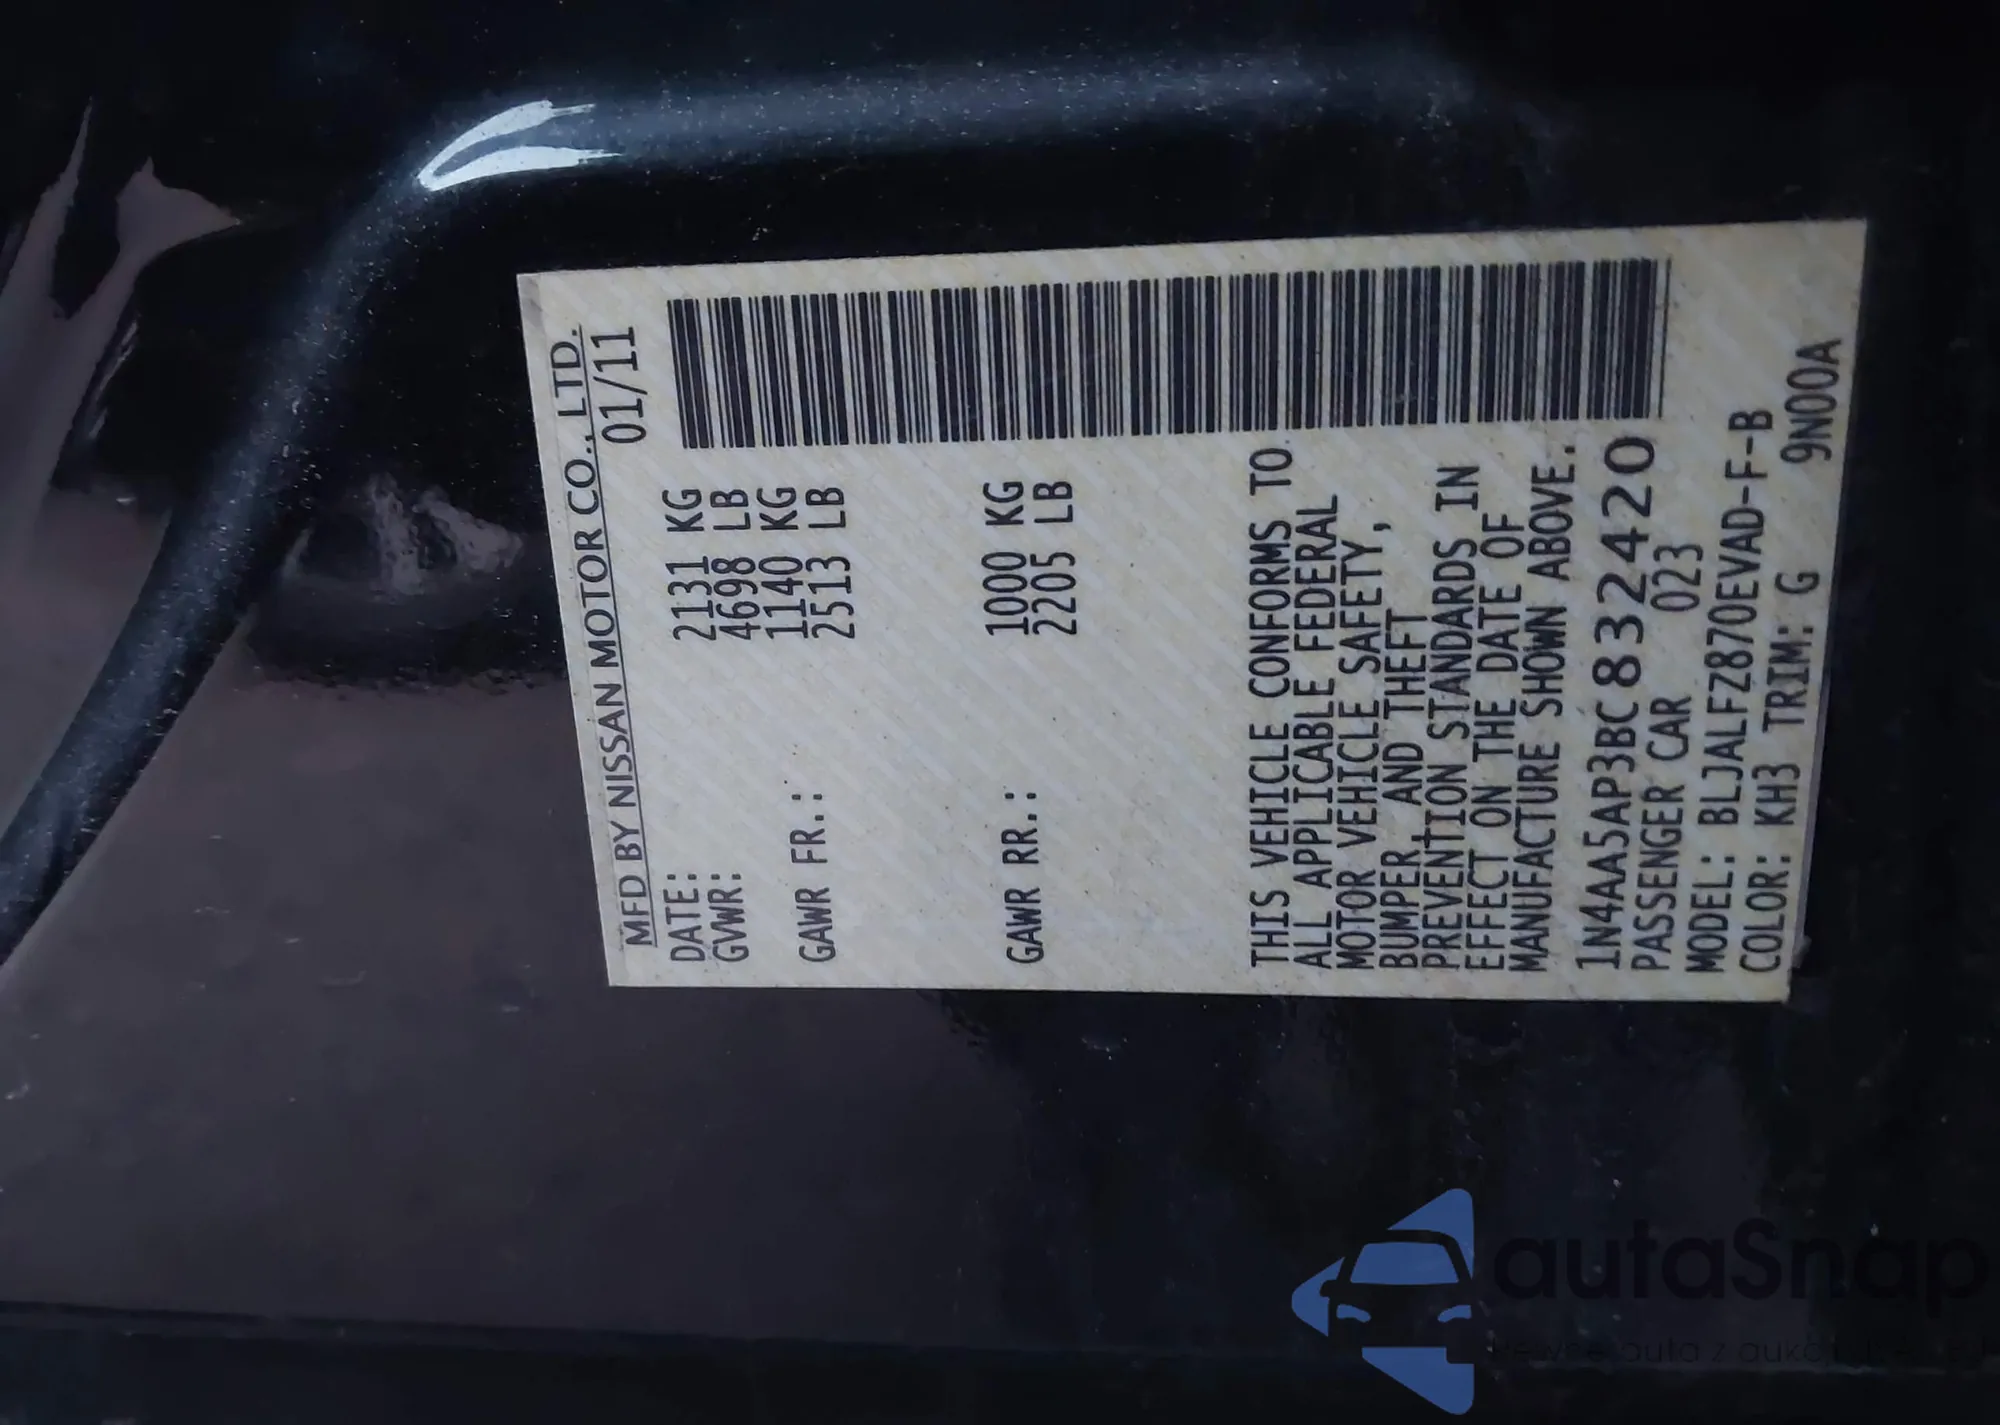 MFD BY NISSAN MOTOR CO., LTD.
DATE: 01/11
GVWR: 2131 KG
4698 LB
GAWR FR.: 1140 KG
2513 LB
GAWR RR.: 1000 KG
2205 LB
THIS VEHICLE CONFORMS TO
ALL APPLICABLE FEDERAL
MOTOR VEHICLE SAFETY,
BUMPER, AND THEFT
PREVENTION STANDARDS IN
EFFECT ON THE DATE OF
MANUFACTURE SHOWN ABOVE.
1N4AA5AP3BC832420
PASSENGER CAR 023
MODEL: BLJALFZ870EVAD-F-B
COLOR: KH3 TRIM: G 9N00A
autaSnap
auta z